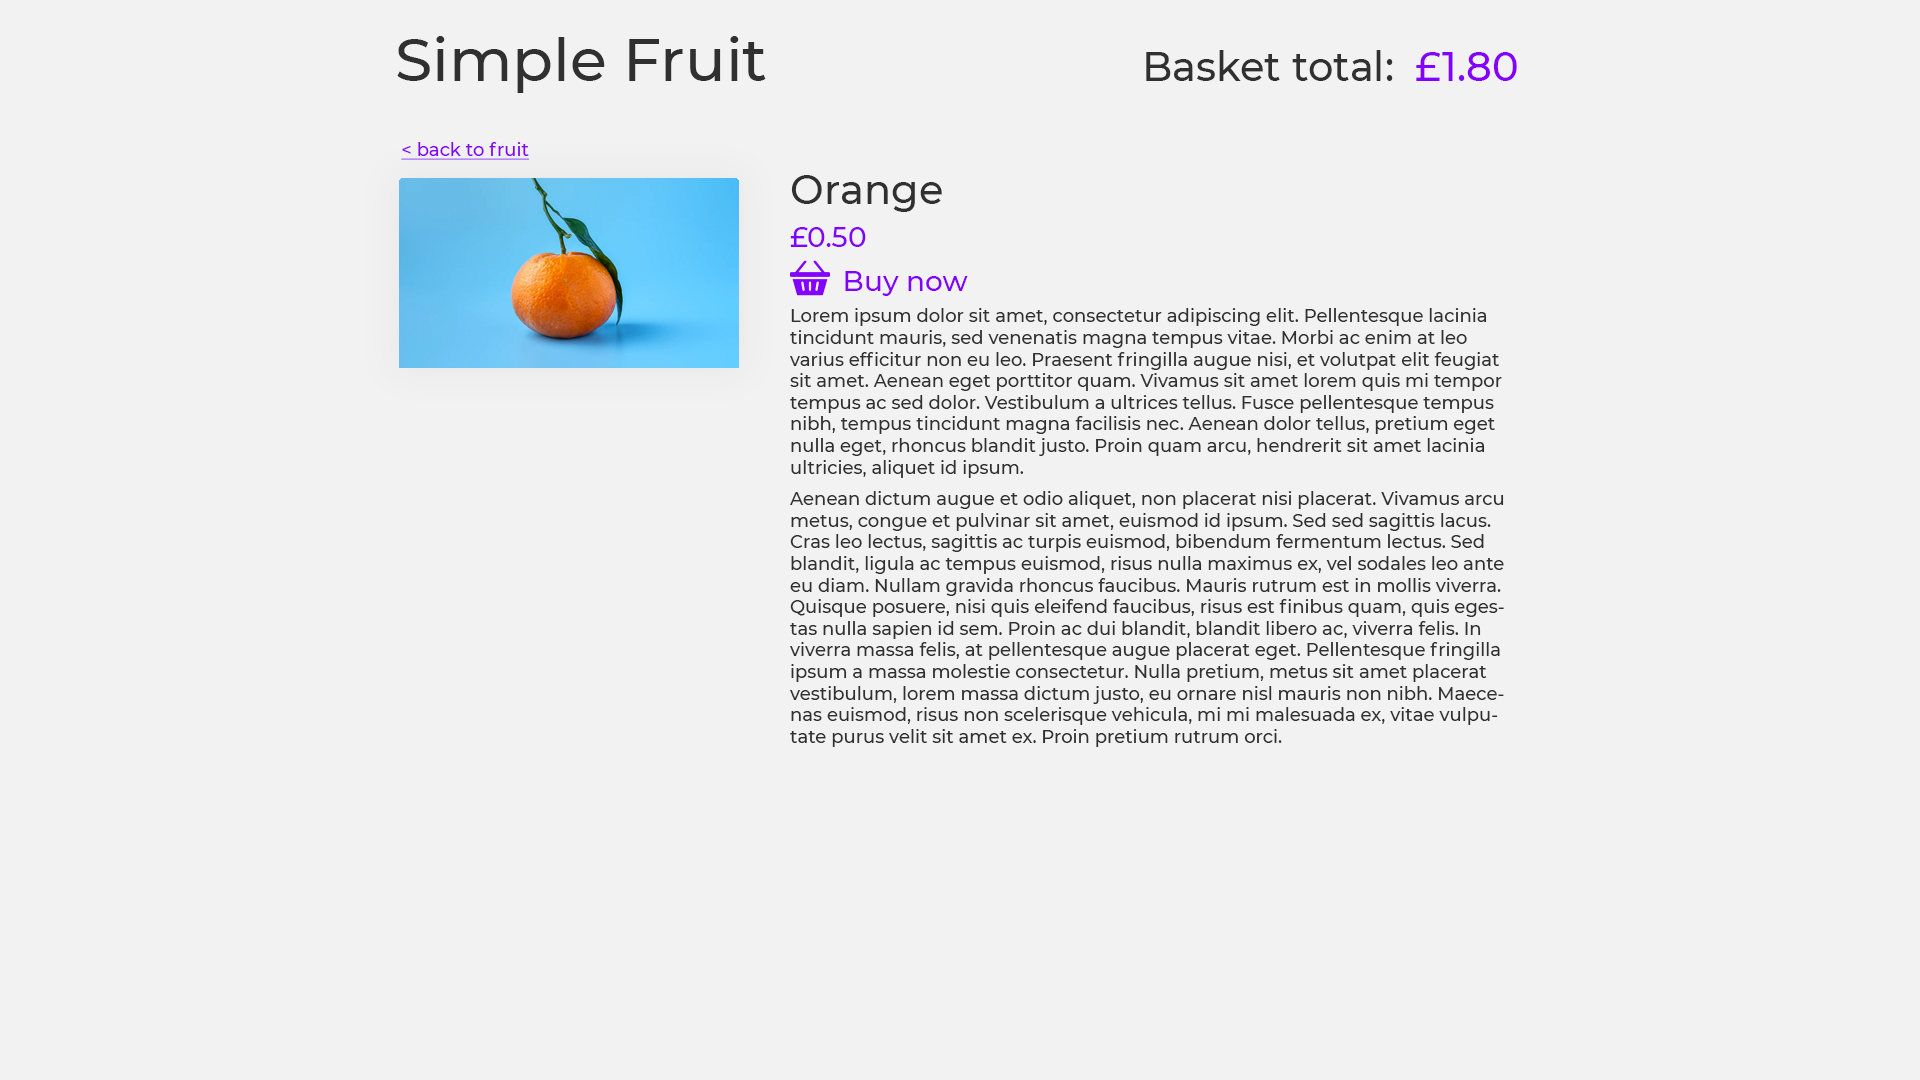 Simple Fruit
Basket total: £1.80
< back to fruit
Orange
£0.50
Buy now
Lorem ipsum dolor sit amet, consectetur adipiscing elit. Pellentesque lacinia
tincidunt mauris, sed venenatis magna tempus vitae. Morbi ac enim at leo
varius efficitur non eu leo. Praesent fringilla augue nisi, et volutpat elit feugiat
sit amet. Aenean eget porttitor quam. Vivamus sit amet lorem quis mi tempor
tempus ac sed dolor. Vestibulum a ultrices tellus. Fusce pellentesque tempus
nibh, tempus tincidunt magna facilisis nec. Aenean dolor tellus, pretium eget
nulla eget, rhoncus blandit justo. Proin quam arcu, hendrerit sit amet lacinia
ultricies, aliquet id ipsum.
Aenean dictum augue et odio aliquet, non placerat nisi placerat. Vivamus arcu
metus, congue et pulvinar sit amet, euismod id ipsum. Sed sed sagittis lacus.
Cras leo lectus, sagittis ac turpis euismod, bibendum fermentum lectus. Sed
blandit, ligula ac tempus euismod, risus nulla maximus ex, vel sodales leo ante
eu diam. Nullam gravida rhoncus faucibus. Mauris rutrum est in mollis viverra.
Quisque posuere, nisi quis eleifend faucibus, risus est finibus quam, quis eges-
tas nulla sapien id sem. Proin ac dui blandit, blandit libero ac, viverra felis. In
viverra massa felis, at pellentesque augue placerat eget. Pellentesque fringilla
ipsum a massa molestie consectetur. Nulla pretium, metus sit amet placerat
vestibulum, lorem massa dictum justo, eu ornare nisl mauris non nibh. Maece-
nas euismod, risus non scelerisque vehicula, mi mi malesuada ex, vitae vulpu-
tate purus velit sit amet ex. Proin pretium rutrum orci.